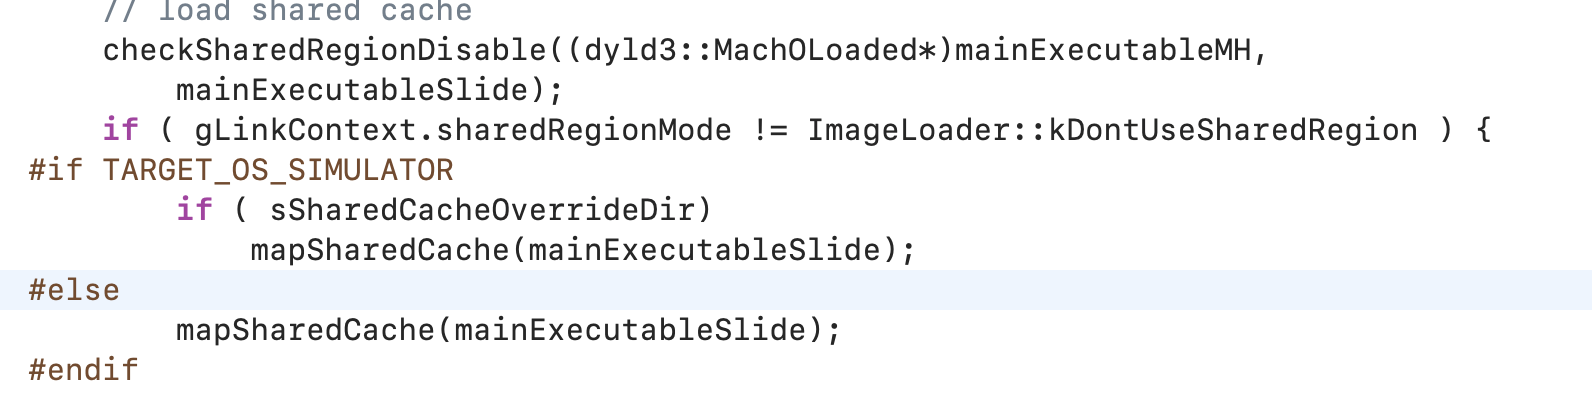 // load shared cache
checkSharedRegionDisable((dyld3::MachOLoaded*)mainExecutableMH,
mainExecutableSlide);
if ( gLinkContext.sharedRegionMode != ImageLoader::kDontUseSharedRegion ) {
#if TARGET_OS_SIMULATOR
if ( sSharedCacheOverrideDir)
mapSharedCache(mainExecutableSlide);
#else
mapSharedCache(mainExecutableSlide);
#endif